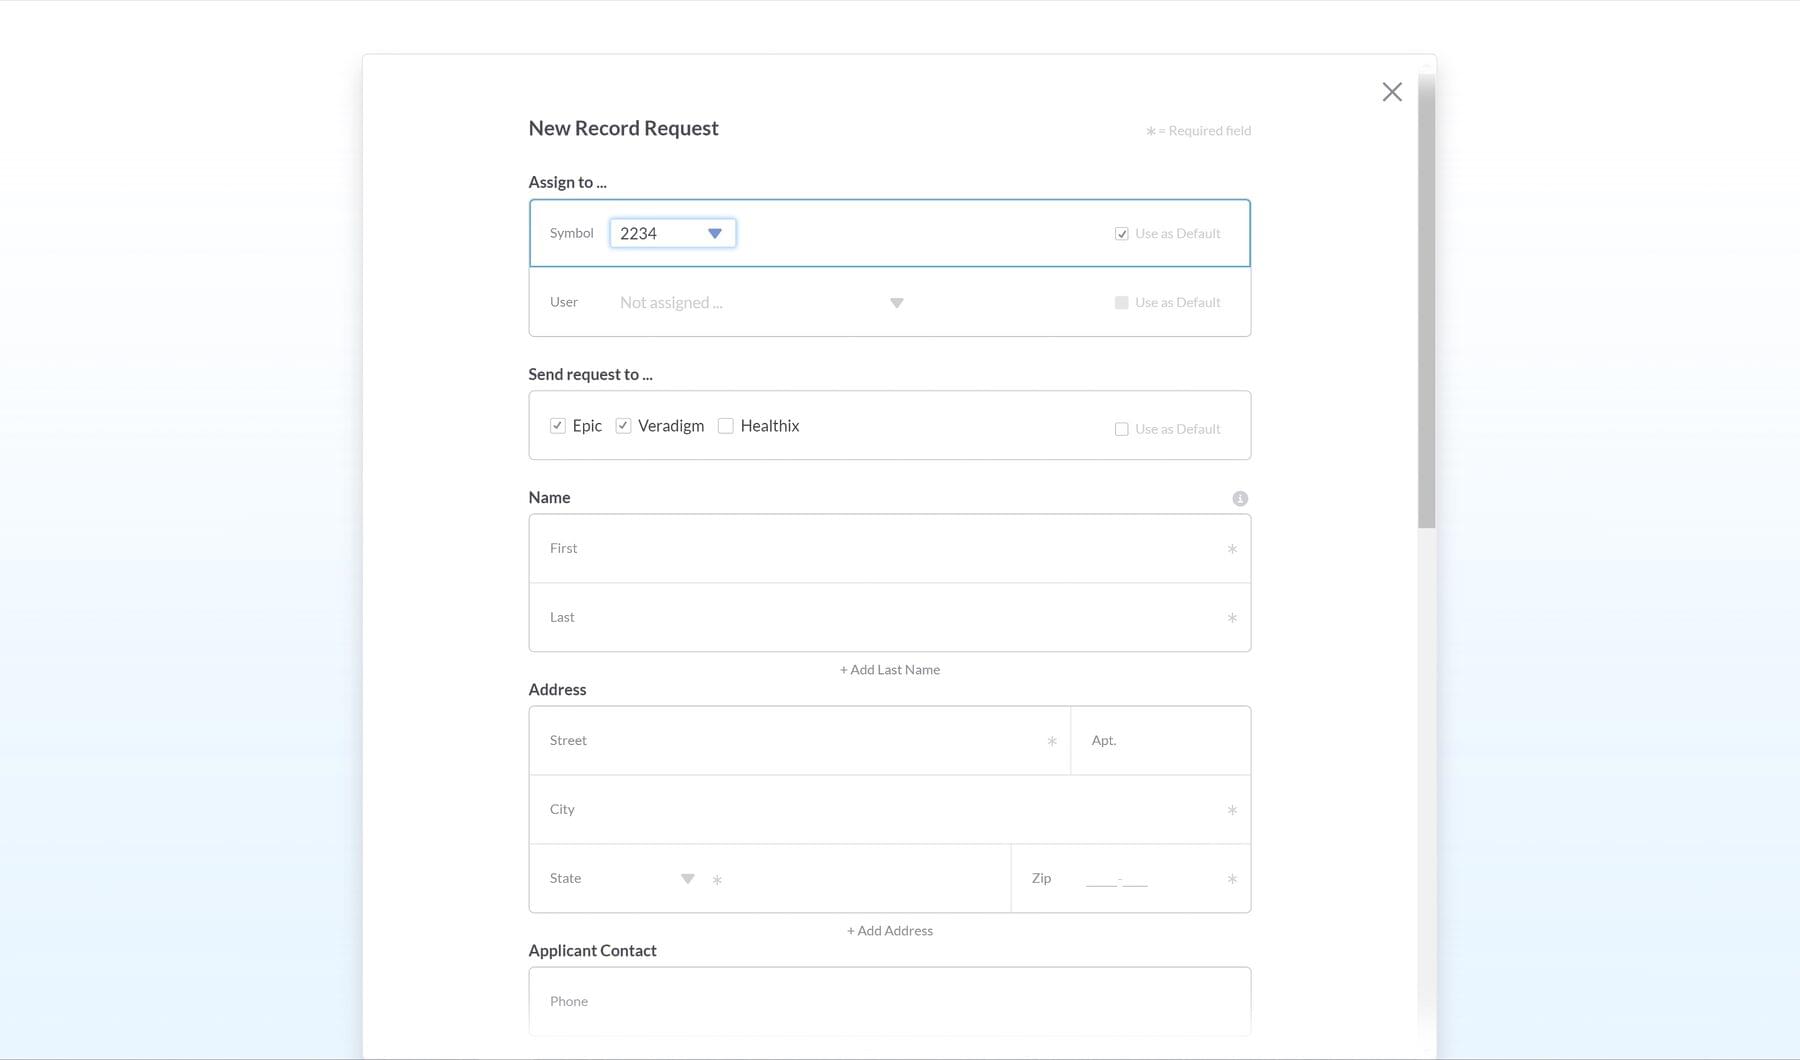 New Record Request
* = Required field
Assign to ...
Symbol 2234 Use as Default
User Not assigned ... Use as Default
Send request to ...
Epic Veradigm Healthix Use as Default
Name
First *
Last *
+ Add Last Name
Address
Street * Apt.
City *
State * Zip _____-____ *
+ Add Address
Applicant Contact
Phone